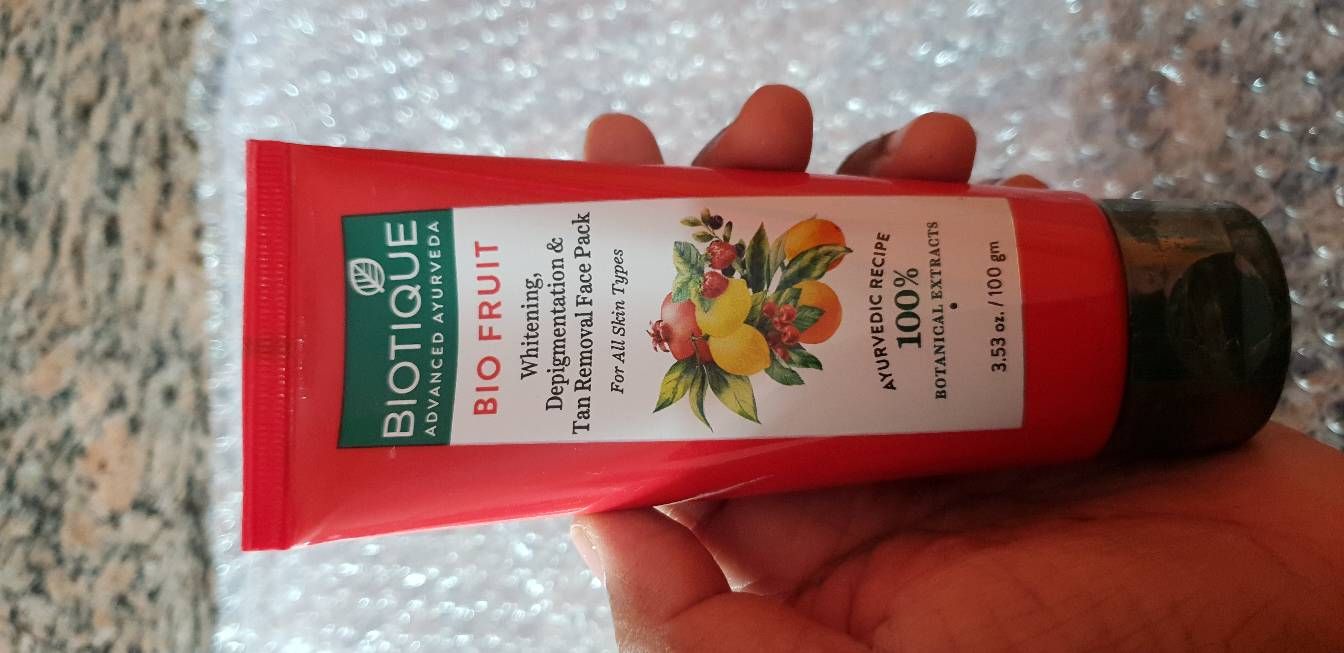 BIOTIQUE
ADVANCED AYURVEDA
BIO FRUIT
Whitening,
Depigmentation &
Tan Removal Face Pack
For All Skin Types
AYURVEDIC RECIPE
100%
BOTANICAL EXTRACTS
•
3.53 oz. / 100 gm